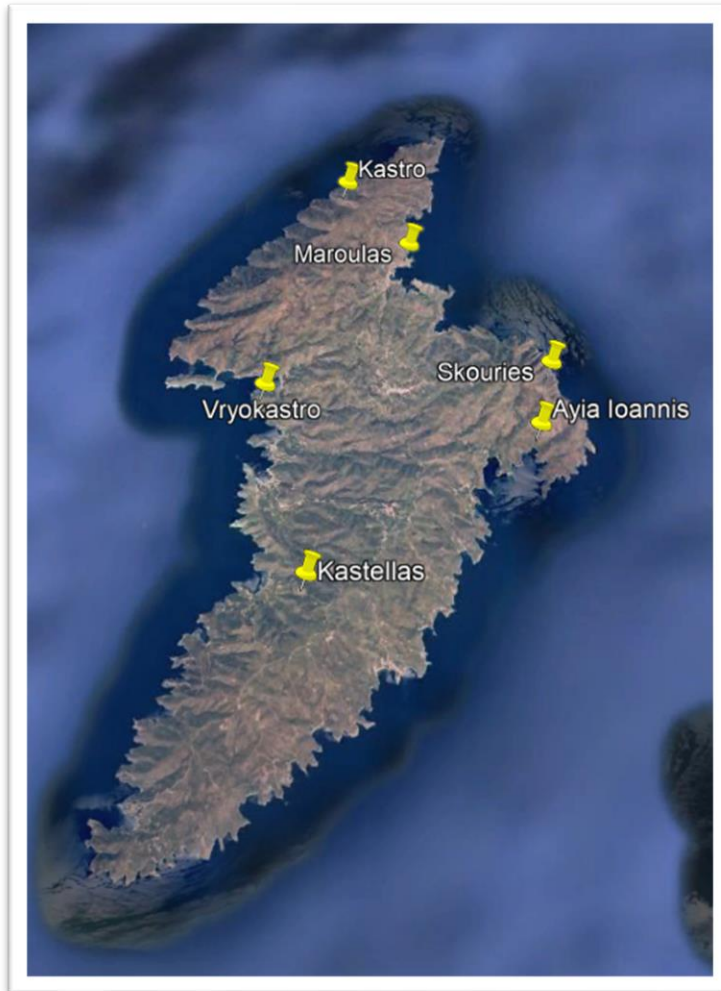 Kastro
Maroulas
Skouries
Vryokastro
Ayia Ioannis
Kastellas